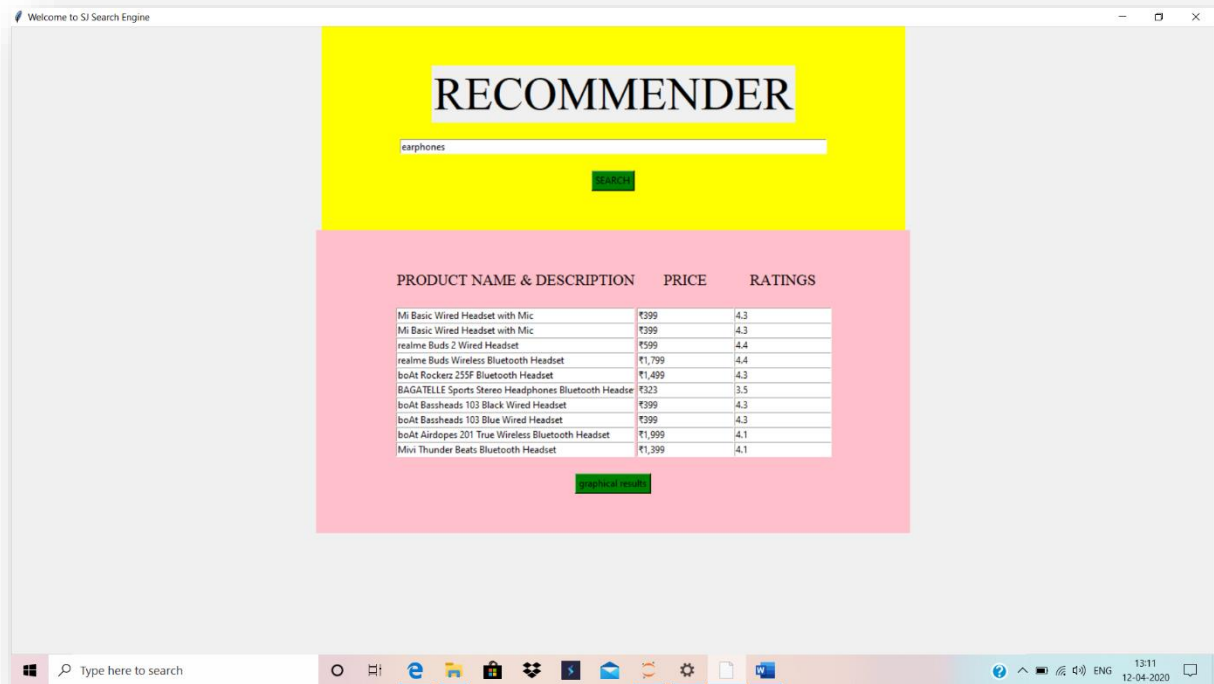 Welcome to SJ Search Engine
RECOMMENDER
earphones
SEARCH
PRODUCT NAME & DESCRIPTION PRICE RATINGS
Mi Basic Wired Headset with Mic ₹399 4.3
Mi Basic Wired Headset with Mic ₹399 4.3
realme Buds 2 Wired Headset ₹599 4.4
realme Buds Wireless Bluetooth Headset ₹1,799 4.4
boAt Rockerz 255F Bluetooth Headset ₹1,499 4.3
BAGATELLE Sports Stereo Headphones Bluetooth Headse ₹323 3.5
boAt Bassheads 103 Black Wired Headset ₹399 4.3
boAt Bassheads 103 Blue Wired Headset ₹399 4.3
boAt Airdopes 201 True Wireless Bluetooth Headset ₹1,999 4.1
Mivi Thunder Beats Bluetooth Headset ₹1,399 4.1
graphical results
Type here to search
ENG
13:11
12-04-2020